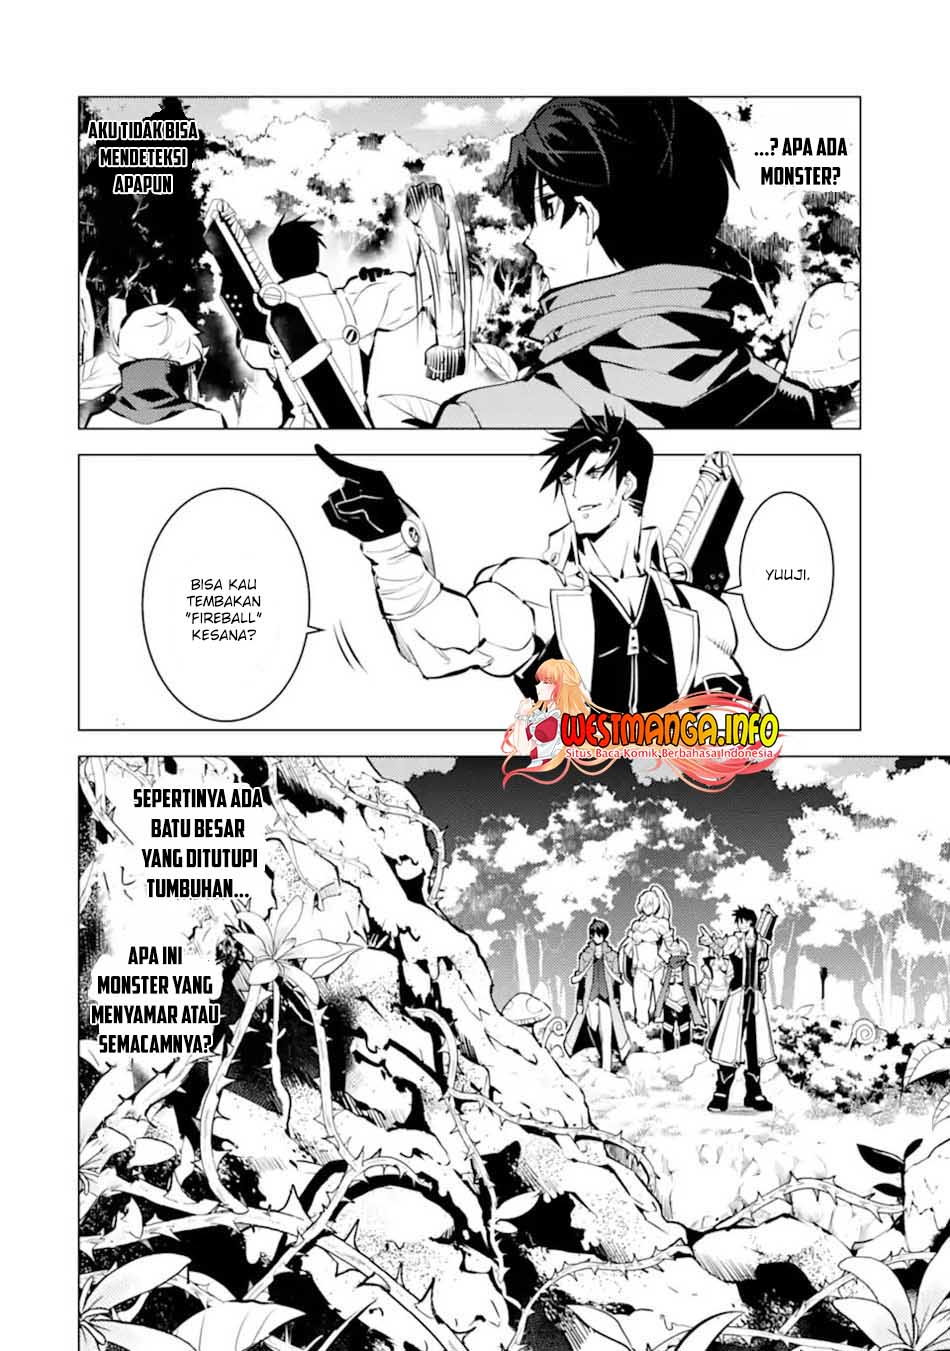 ...? APA ADA
MONSTER?
AKU TIDAK BISA
MENDETEKSI
APAPUN
YUUJI.
BISA KAU
TEMBAKAN
"FIREBALL"
KESANA?
WESTMANGA.INFO
Situs Baca Komik Berbahasa Indonesia
SEPERTINYA ADA
BATU BESAR
YANG DITUTUPI
TUMBUHAN...
APA INI
MONSTER YANG
MENYAMAR ATAU
SEMACAMNYA?